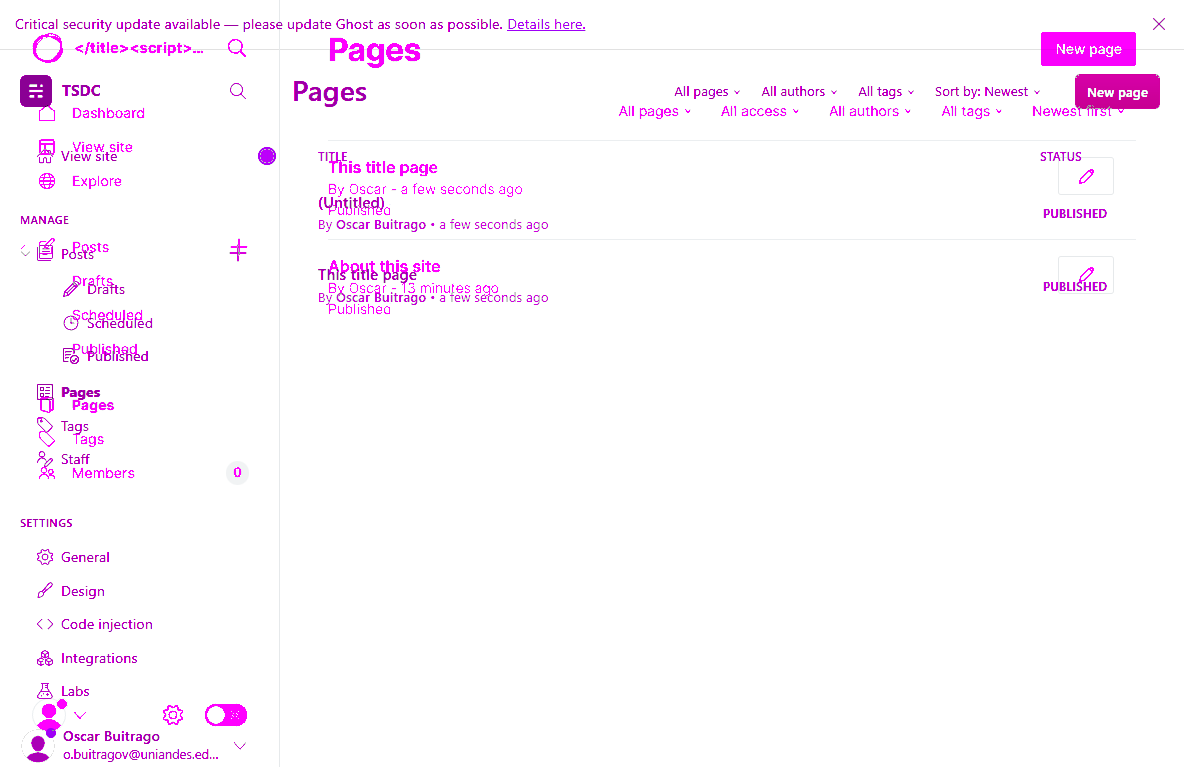 Critical security update available — please update Ghost as soon as possible. Details here.
</title><script>...
Pages
New page
TSDC
Pages
All pages
All authors
All tags
Sort by: Newest
New page
Dashboard
All pages
All access
All authors
All tags
Newest first
View site
View site
TITLE
STATUS
This title page
Explore
By Oscar - a few seconds ago
(Untitled)
Published
PUBLISHED
MANAGE
By Oscar Buitrago • a few seconds ago
Posts
Posts
About this site
This title page
Drafts
Drafts
By Oscar - 13 minutes ago
PUBLISHED
By Oscar Buitrago • a few seconds ago
Published
Scheduled
Scheduled
Published
Published
Pages
Pages
Tags
Tags
Staff
Members
0
SETTINGS
General
Design
Code injection
Integrations
Labs
Oscar Buitrago
o.buitragov@uniandes.ed...